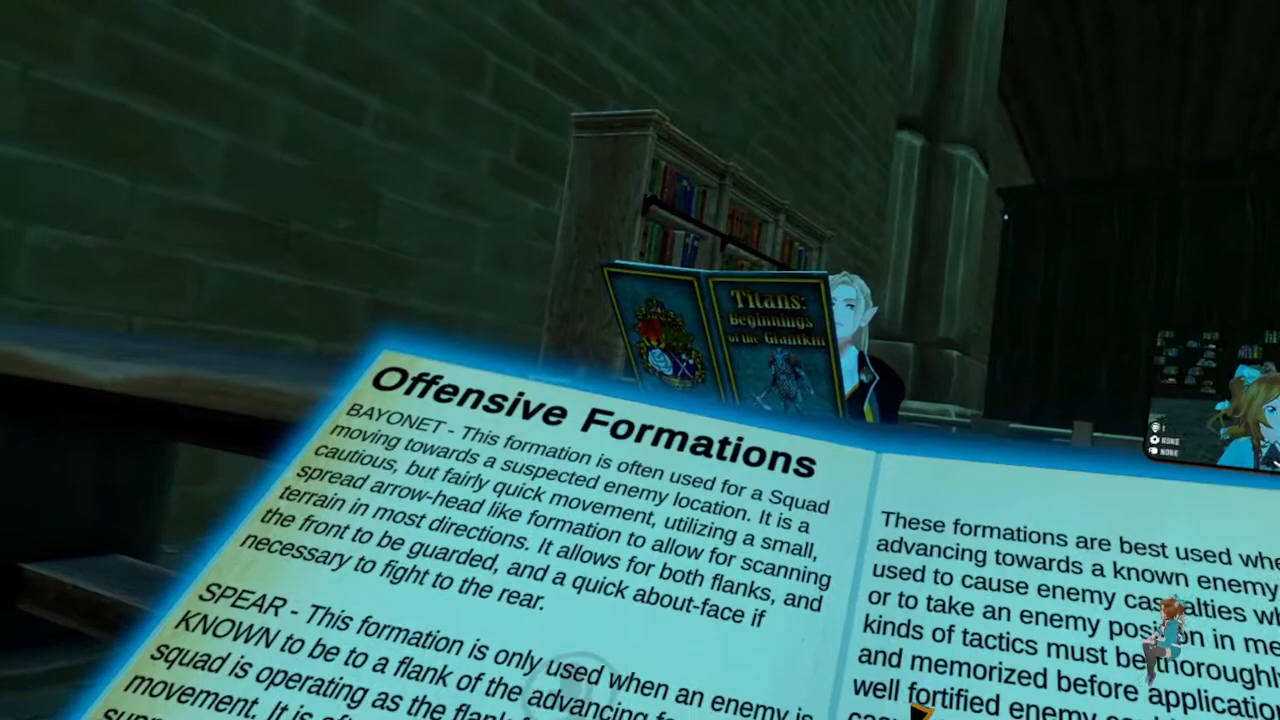 Titans:
Beginnings
of the Giantkin
Offensive Formations
BAYONET - This formation is often used for a Squad
moving towards a suspected enemy location. It is a
cautious, but fairly quick movement, utilizing a small,
spread arrow-head like formation to allow for scanning
terrain in most directions. It allows for both flanks, and
the front to be guarded, and a quick about-face if
necessary to fight to the rear.
SPEAR - This formation is only used when an enemy is
KNOWN to be to a flank of the advancing
squad is operating as the
movement. It is
These formations are best used
advancing towards a known enemy
used to cause enemy casualties
or to take an enemy position in
kinds of tactics must be thoroughly
and memorized before application
well fortified enemy
1
NONE
NONE